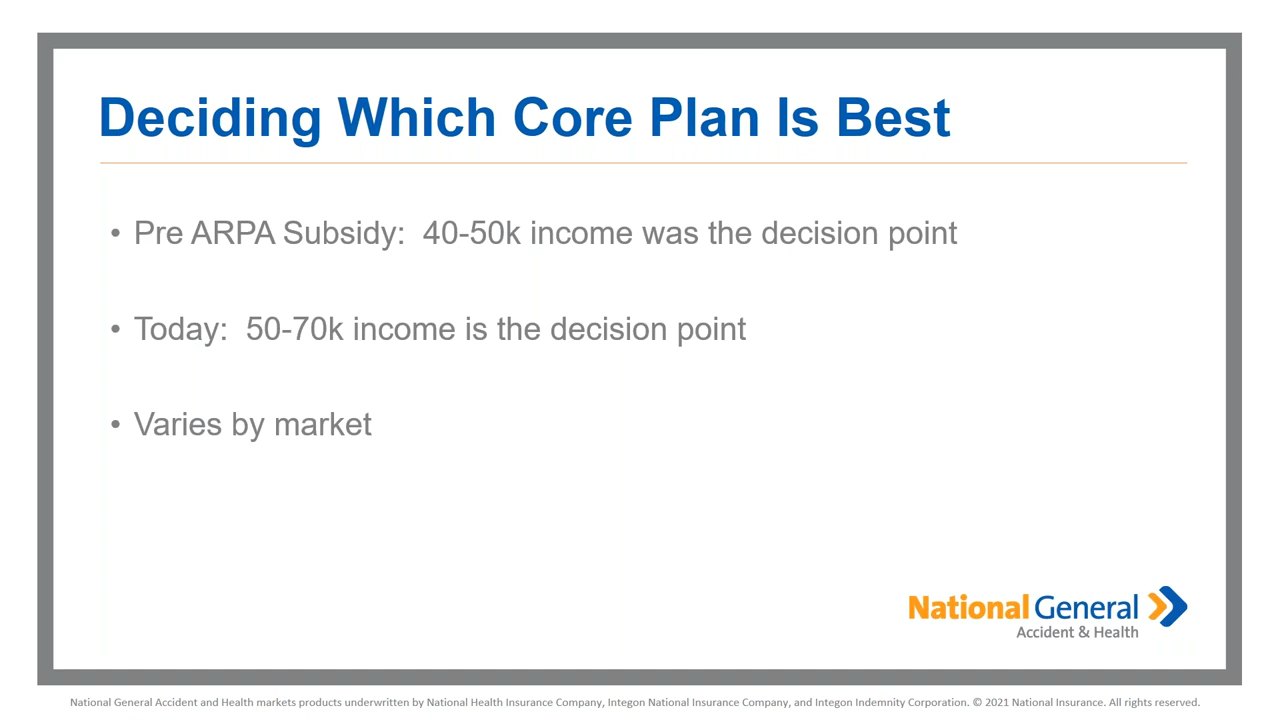 Deciding Which Core Plan Is Best
• Pre ARPA Subsidy:  40-50k income was the decision point
• Today:  50-70k income is the decision point
• Varies by market
National General
Accident & Health
National General Accident and Health markets products underwritten by National Health Insurance Company, Integon National Insurance Company, and Integon Indemnity Corporation. © 2021 National Insurance. All rights reserved.